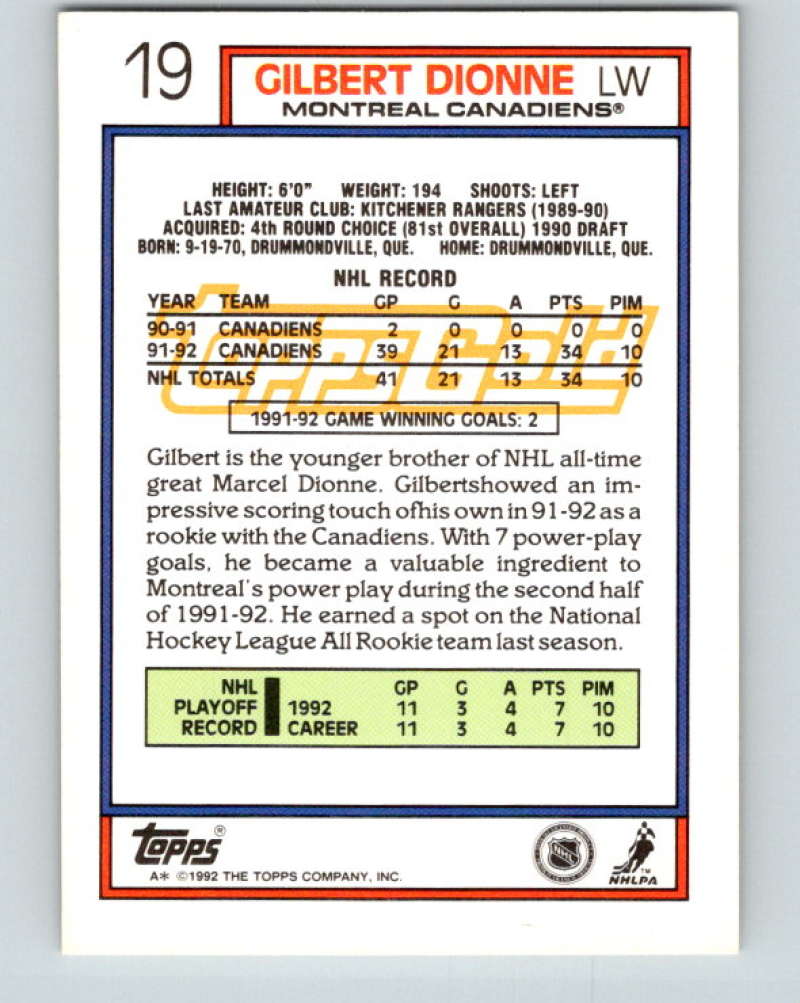 19
GILBERT DIONNE LW
MONTREAL CANADIENS®
HEIGHT: 6'0" WEIGHT: 194 SHOOTS: LEFT
LAST AMATEUR CLUB: KITCHENER RANGERS (1989-90)
ACQUIRED: 4th ROUND CHOICE (81st OVERALL) 1990 DRAFT
BORN: 9-19-70, DRUMMONDVILLE, QUE. HOME: DRUMMONDVILLE, QUE.
NHL RECORD
YEAR TEAM GP G A PTS PIM
90-91 CANADIENS 2 0 0 0 0
91-92 CANADIENS 39 21 13 34 10
NHL TOTALS 41 21 13 34 10
ToppsGold
1991-92 GAME WINNING GOALS: 2
Gilbert is the younger brother of NHL all-time
great Marcel Dionne. Gilbertshowed an im-
pressive scoring touch ofhis own in 91-92 as a
rookie with the Canadiens. With 7 power-play
goals, he became a valuable ingredient to
Montreal's power play during the second half
of 1991-92. He earned a spot on the National
Hockey League All Rookie team last season.
NHL GP G A PTS PIM
PLAYOFF 1992 11 3 4 7 10
RECORD CAREER 11 3 4 7 10
TOPPS®
A* ©1992 THE TOPPS COMPANY, INC.
NHL
NHLPA™